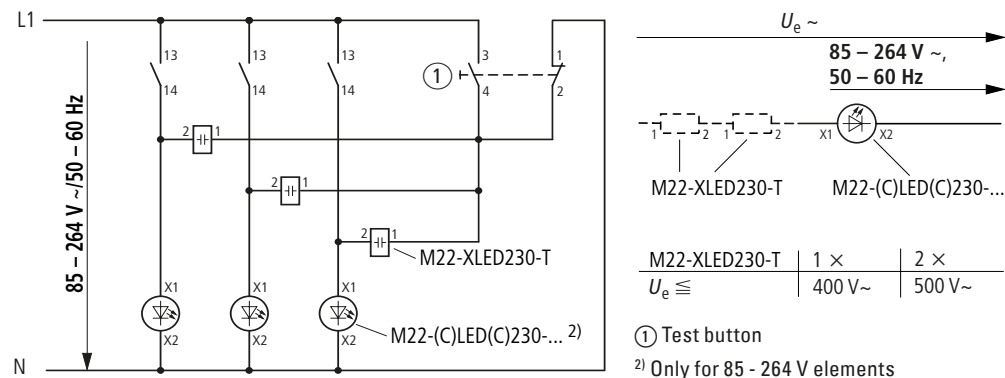 L1
13
13
13
3
1
14
14
14
1
4
2
2 1
2 1
2 1
M22-XLED230-T
85 – 264 V ~/50 – 60 Hz
X1
X1
X1
X2
X2
X2
M22-(C)LED(C)230-... 2)
N
Ue ~
85 – 264 V ~,
50 – 60 Hz
1 2 1 2 X1 X2
M22-XLED230-T M22-(C)LED(C)230-...
M22-XLED230-T 1 × 2 ×
Ue ≦ 400 V~ 500 V~
1 Test button
2) Only for 85 - 264 V elements